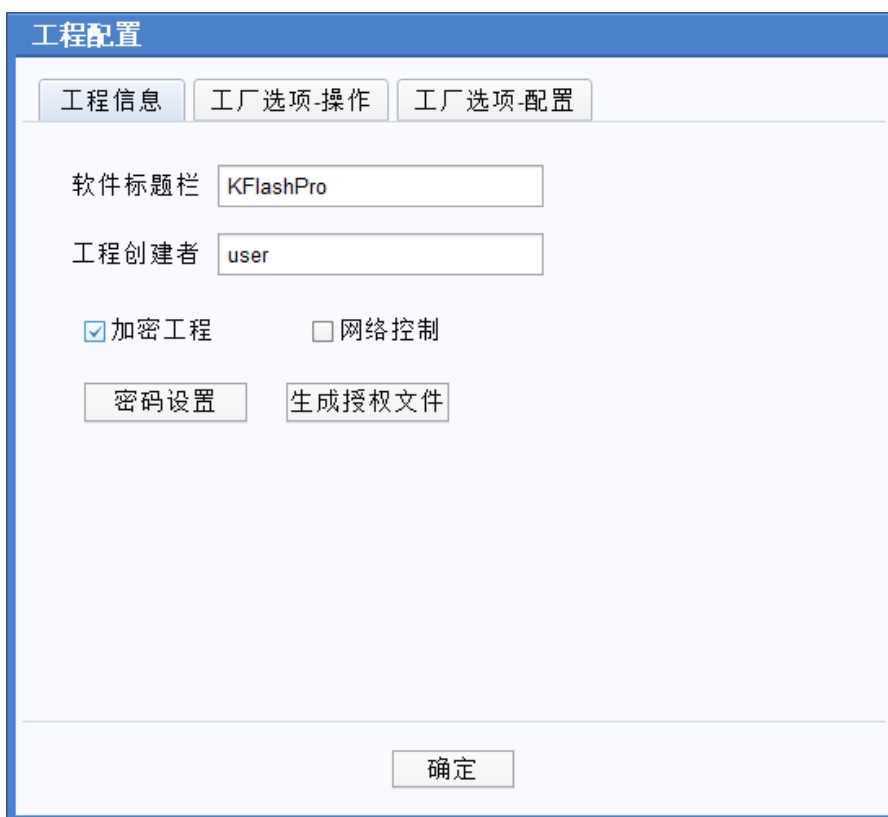 工程配置
工程信息 工厂选项-操作 工厂选项-配置
软件标题栏 KFlashPro
工程创建者 user
加密工程 网络控制
密码设置 生成授权文件
确定